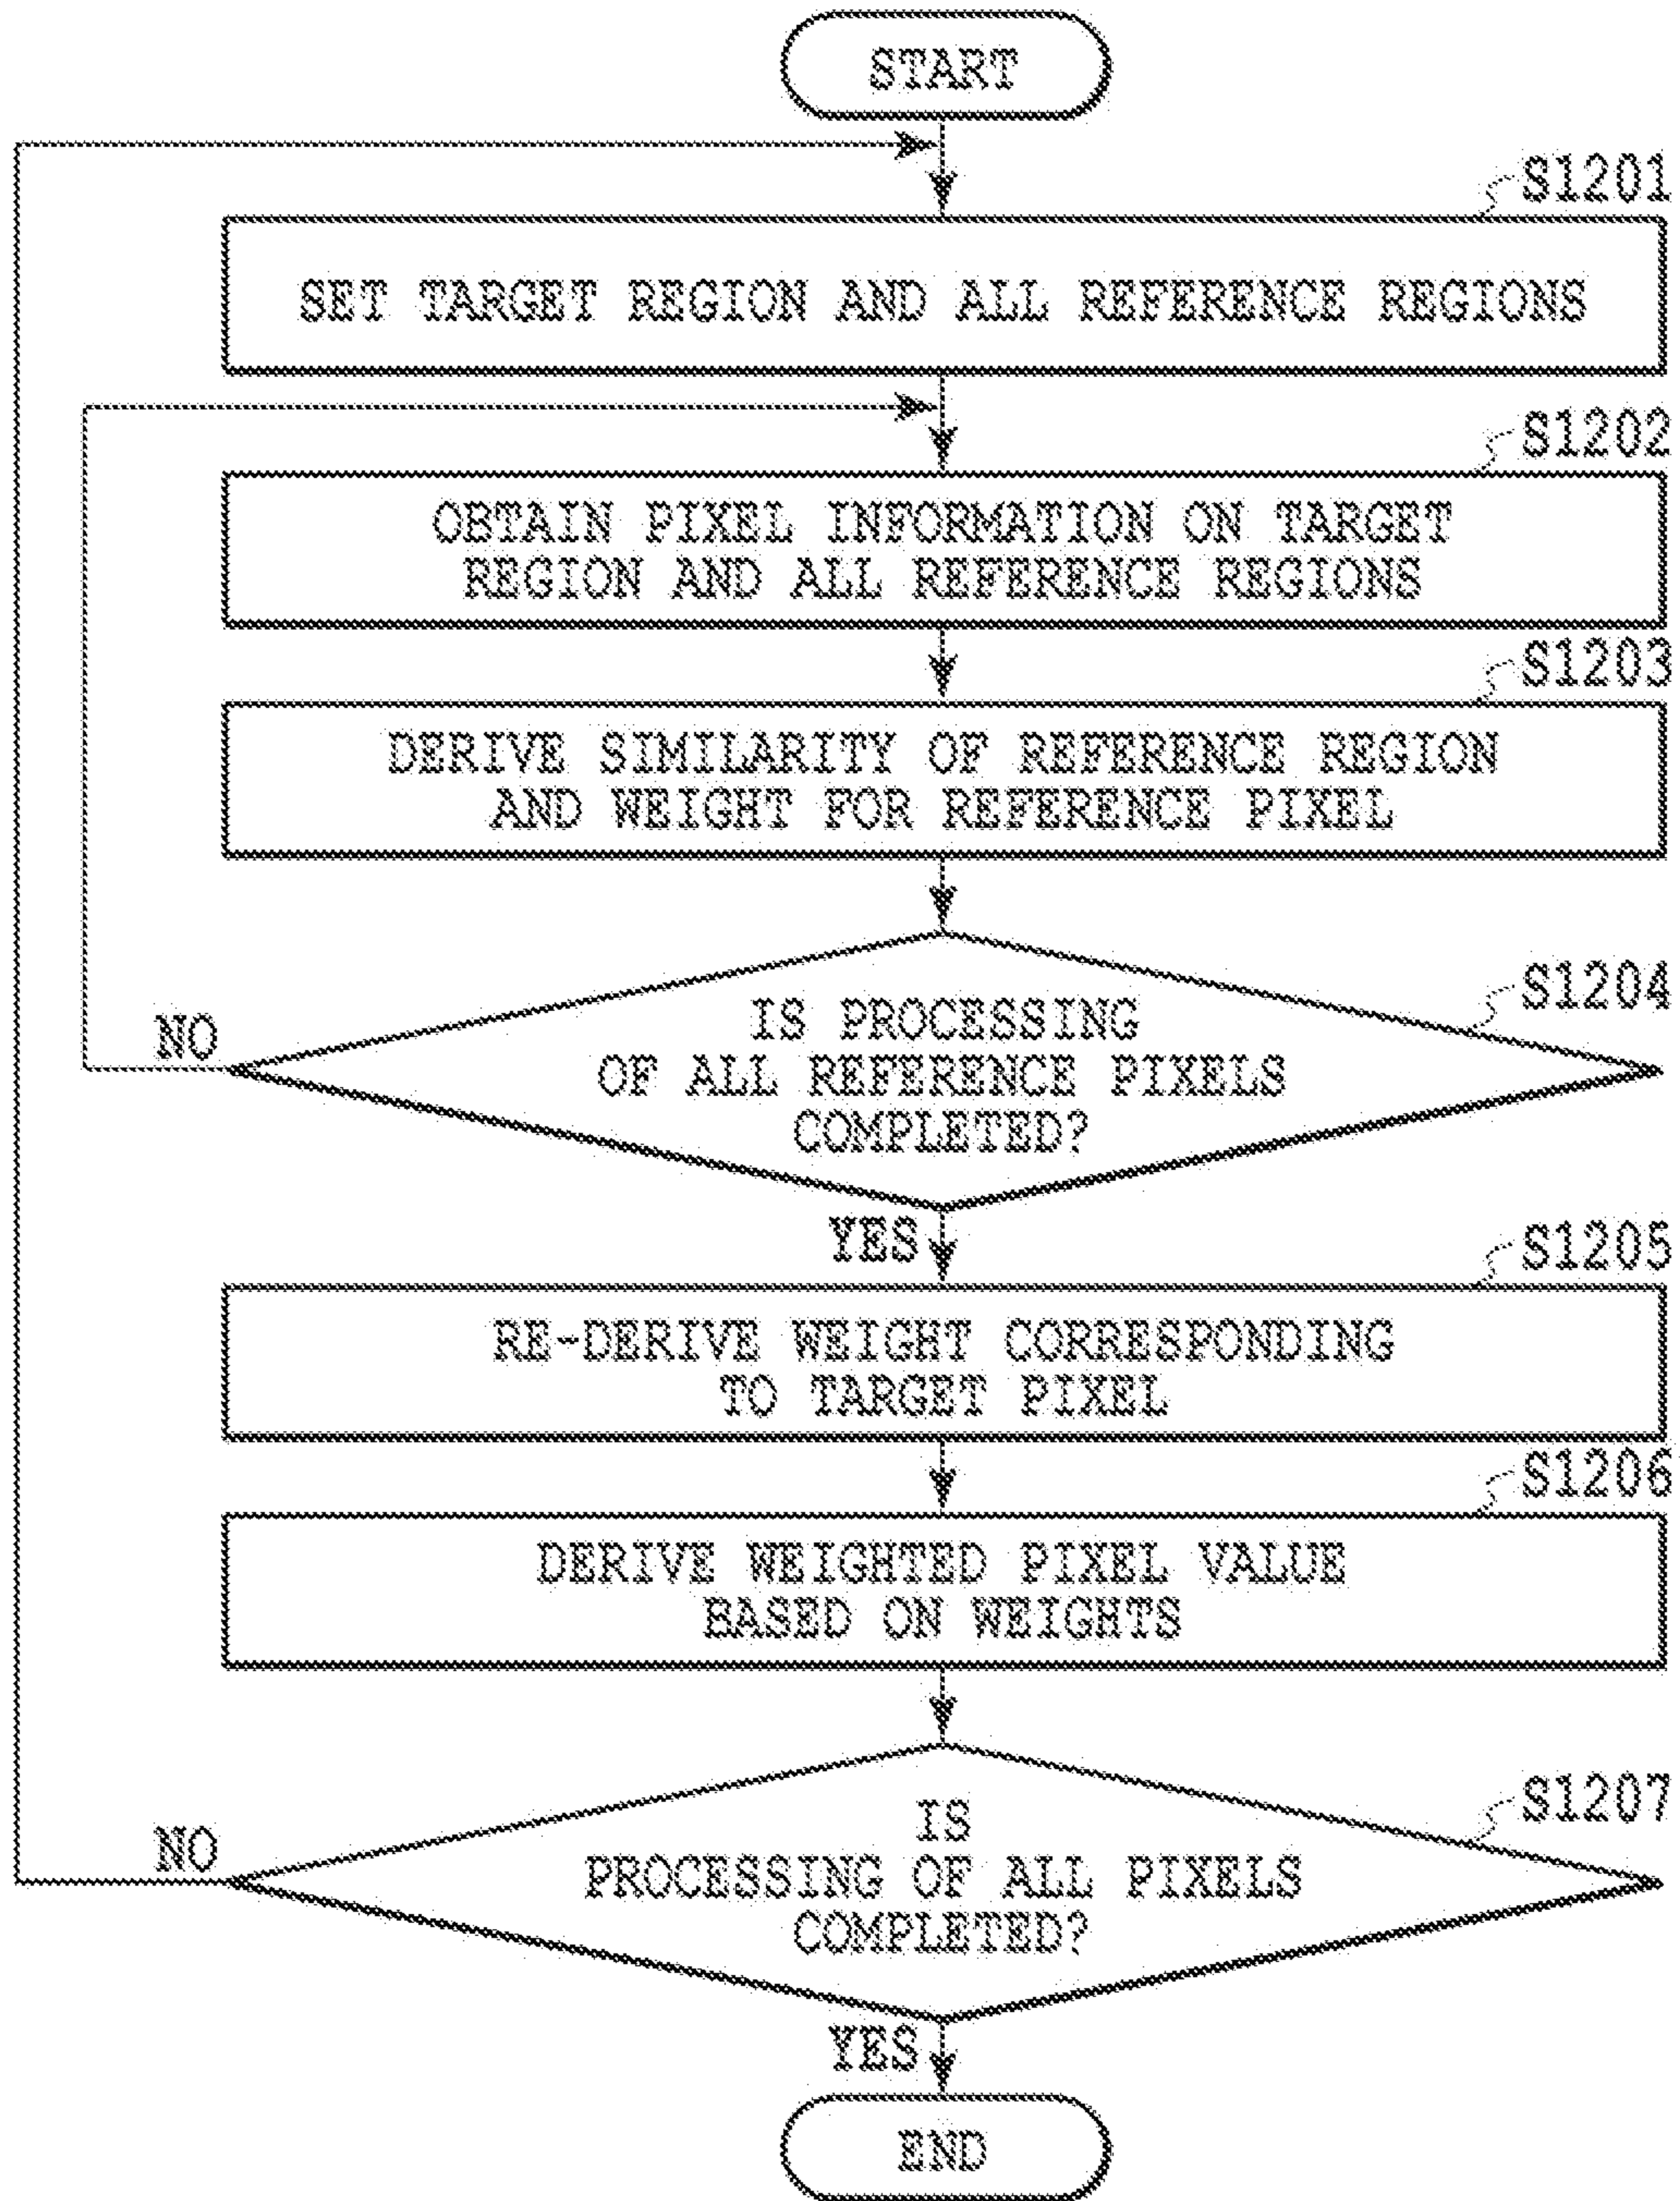 START
S1201
SET TARGET REGION AND ALL REFERENCE REGIONS
S1202
OBTAIN PIXEL INFORMATION ON TARGET
REGION AND ALL REFERENCE REGIONS
S1203
DERIVE SIMILARITY OF REFERENCE REGION
AND WEIGHT FOR REFERENCE PIXEL
S1204
IS PROCESSING
OF ALL REFERENCE PIXELS
COMPLETED?
NO
YES
S1205
RE-DERIVE WEIGHT CORRESPONDING
TO TARGET PIXEL
S1206
DERIVE WEIGHTED PIXEL VALUE
BASED ON WEIGHTS
S1207
IS
PROCESSING OF ALL PIXELS
COMPLETED?
NO
YES
END